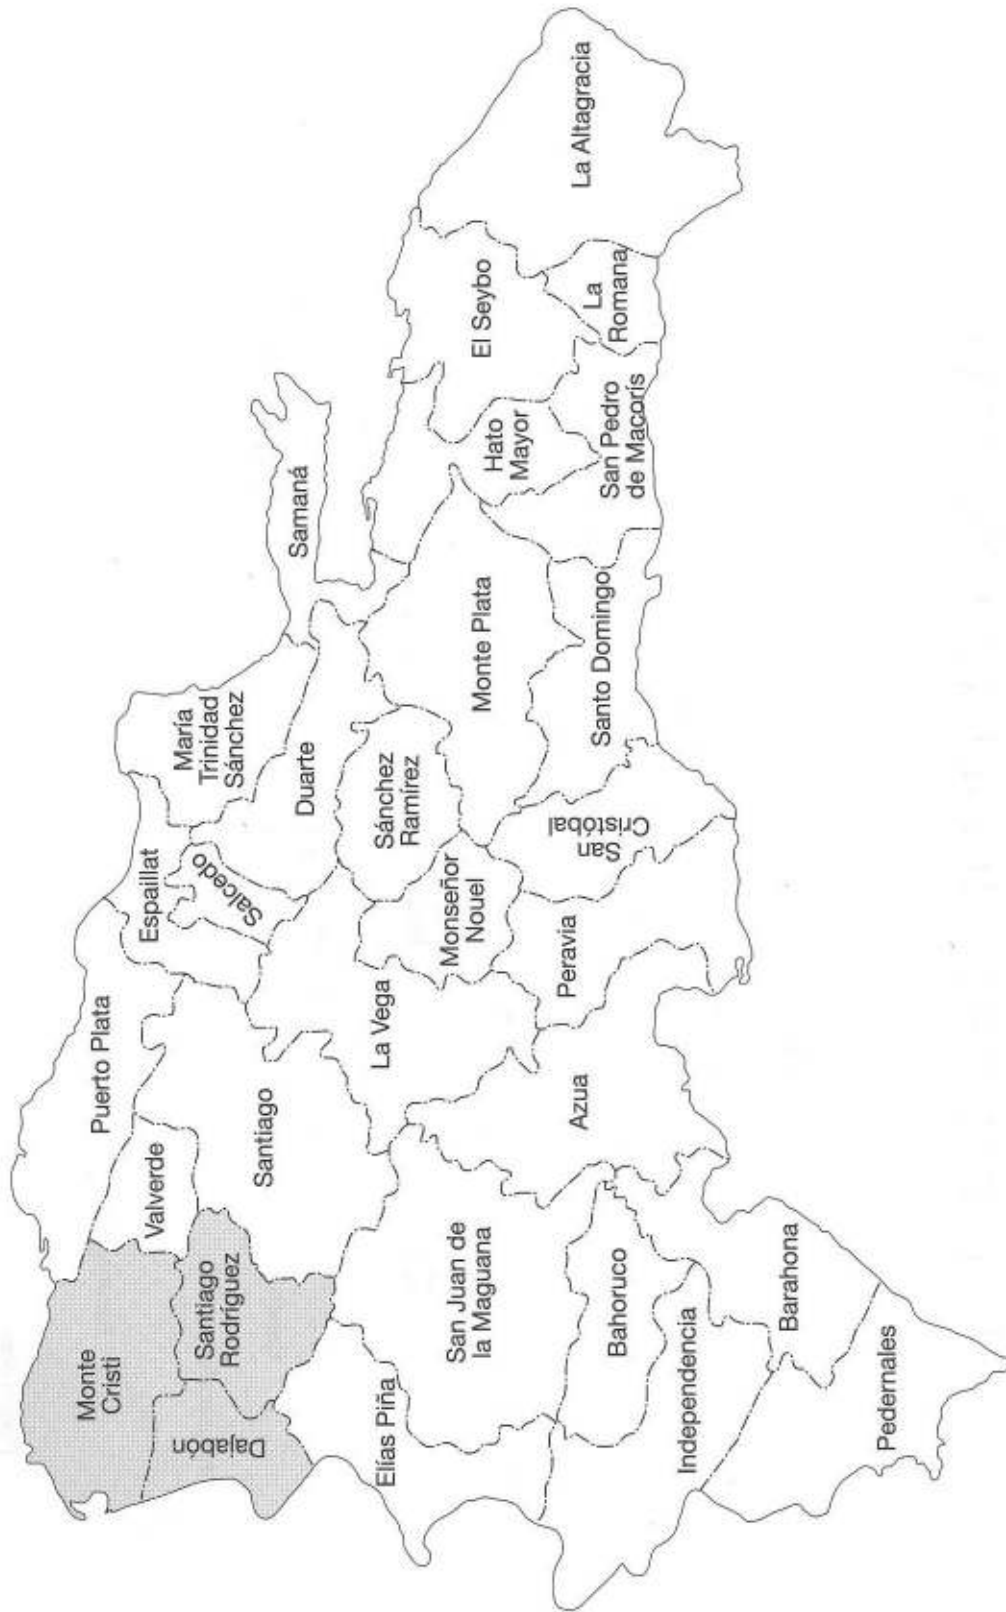 Monte
Cristi
Dajabón
Santiago
Rodríguez
Valverde
Puerto Plata
Santiago
Espaillat
Salcedo
María
Trinidad
Sánchez
Duarte
Samaná
La Vega
Sánchez
Ramírez
Monseñor
Nouel
Monte Plata
Hato
Mayor
El Seybo
La Altagracia
La
Romana
San Pedro
de Macorís
Santo Domingo
San
Cristóbal
Peravia
Azua
San Juan de
la Maguana
Elías Piña
Bahoruco
Independencia
Barahona
Pedernales